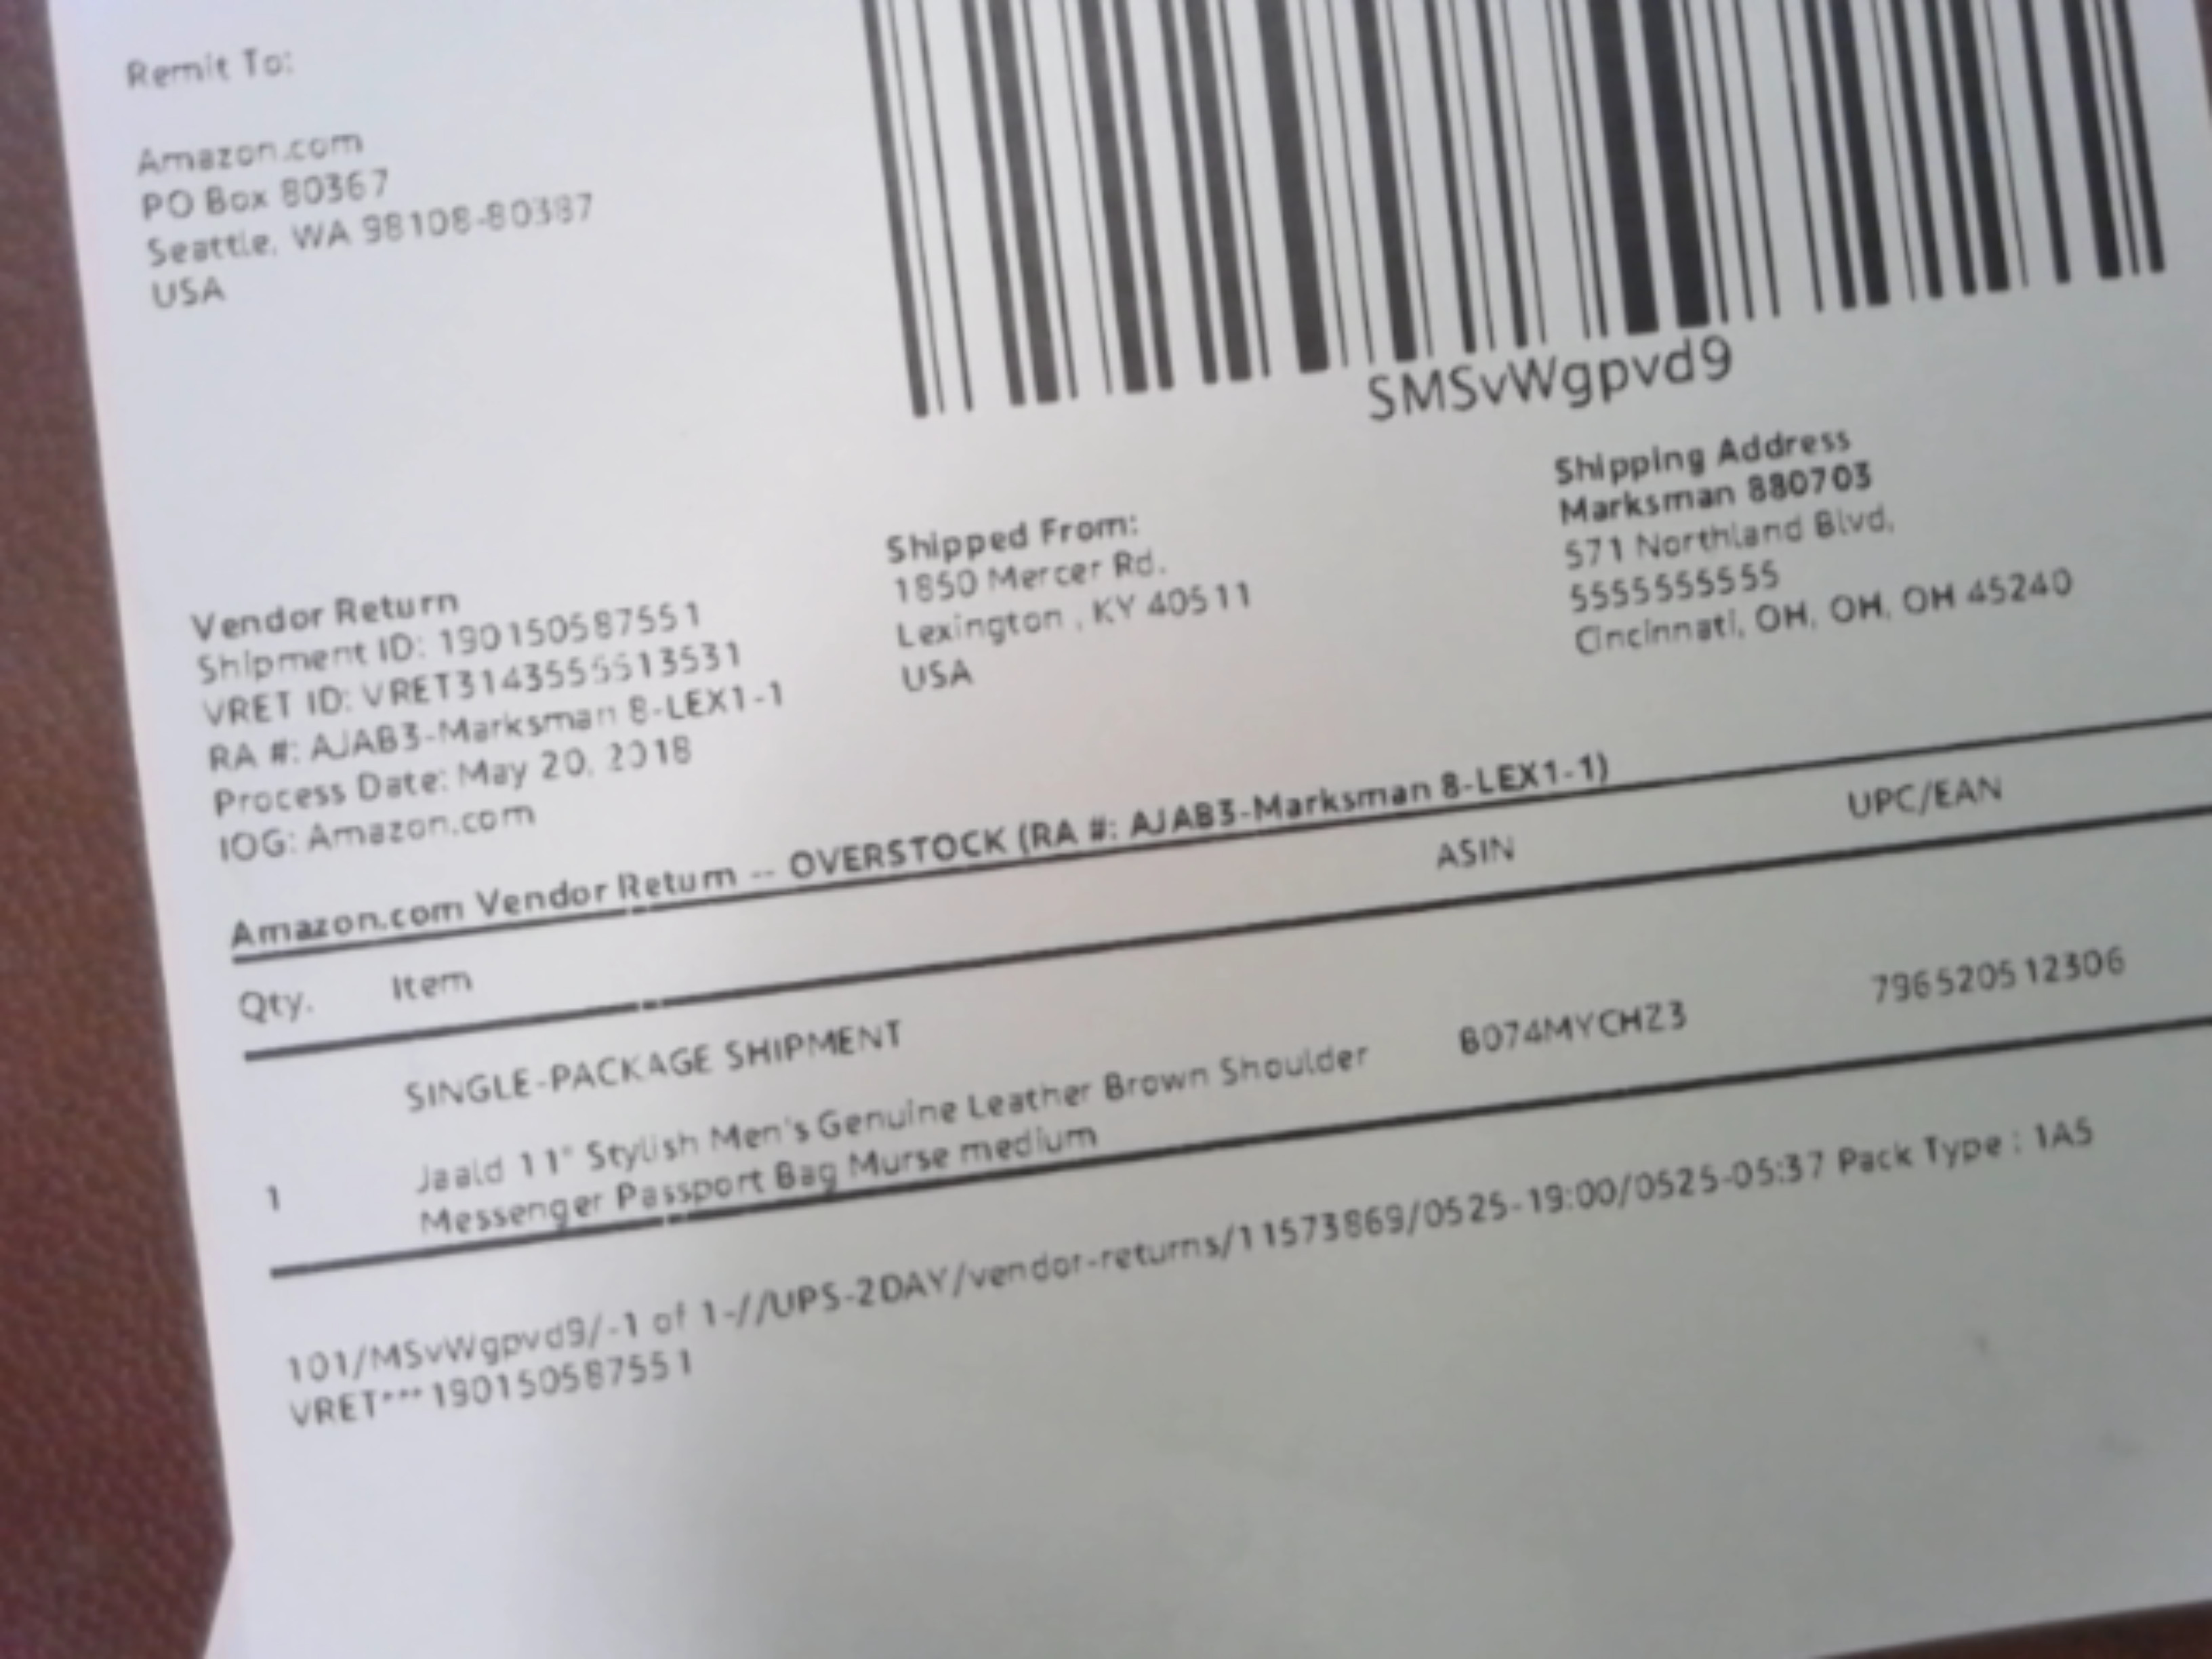 Remit To:
Amazon.com
PO Box 80367
Seattle, WA 98108-80387
USA
SMSvWgpvd9
Vendor Return
Shipment ID: 190150587551
VRET ID: VRET3143555513531
RA #: AJAB3-Marksman 8-LEX1-1
Process Date: May 20, 2018
IOG: Amazon.com
Shipped From:
1850 Mercer Rd.
Lexington , KY 40511
USA
Shipping Address
Marksman 880703
571 Northland Blvd,
5555555555
Cincinnati, OH, OH, OH 45240
Amazon.com Vendor Return -- OVERSTOCK (RA #: AJAB3-Marksman 8-LEX1-1)
Qty. Item ASIN UPC/EAN
SINGLE-PACKAGE SHIPMENT
1 Jaald 11" Stylish Men's Genuine Leather Brown Shoulder B074MYCHZ3 796520512306
Messenger Passport Bag Murse medium
101/MSvWgpvd9/-1 of 1-//UPS-2DAY/vendor-returns/11573869/0525-19:00/0525-05:37 Pack Type : 1A5
VRET***190150587551